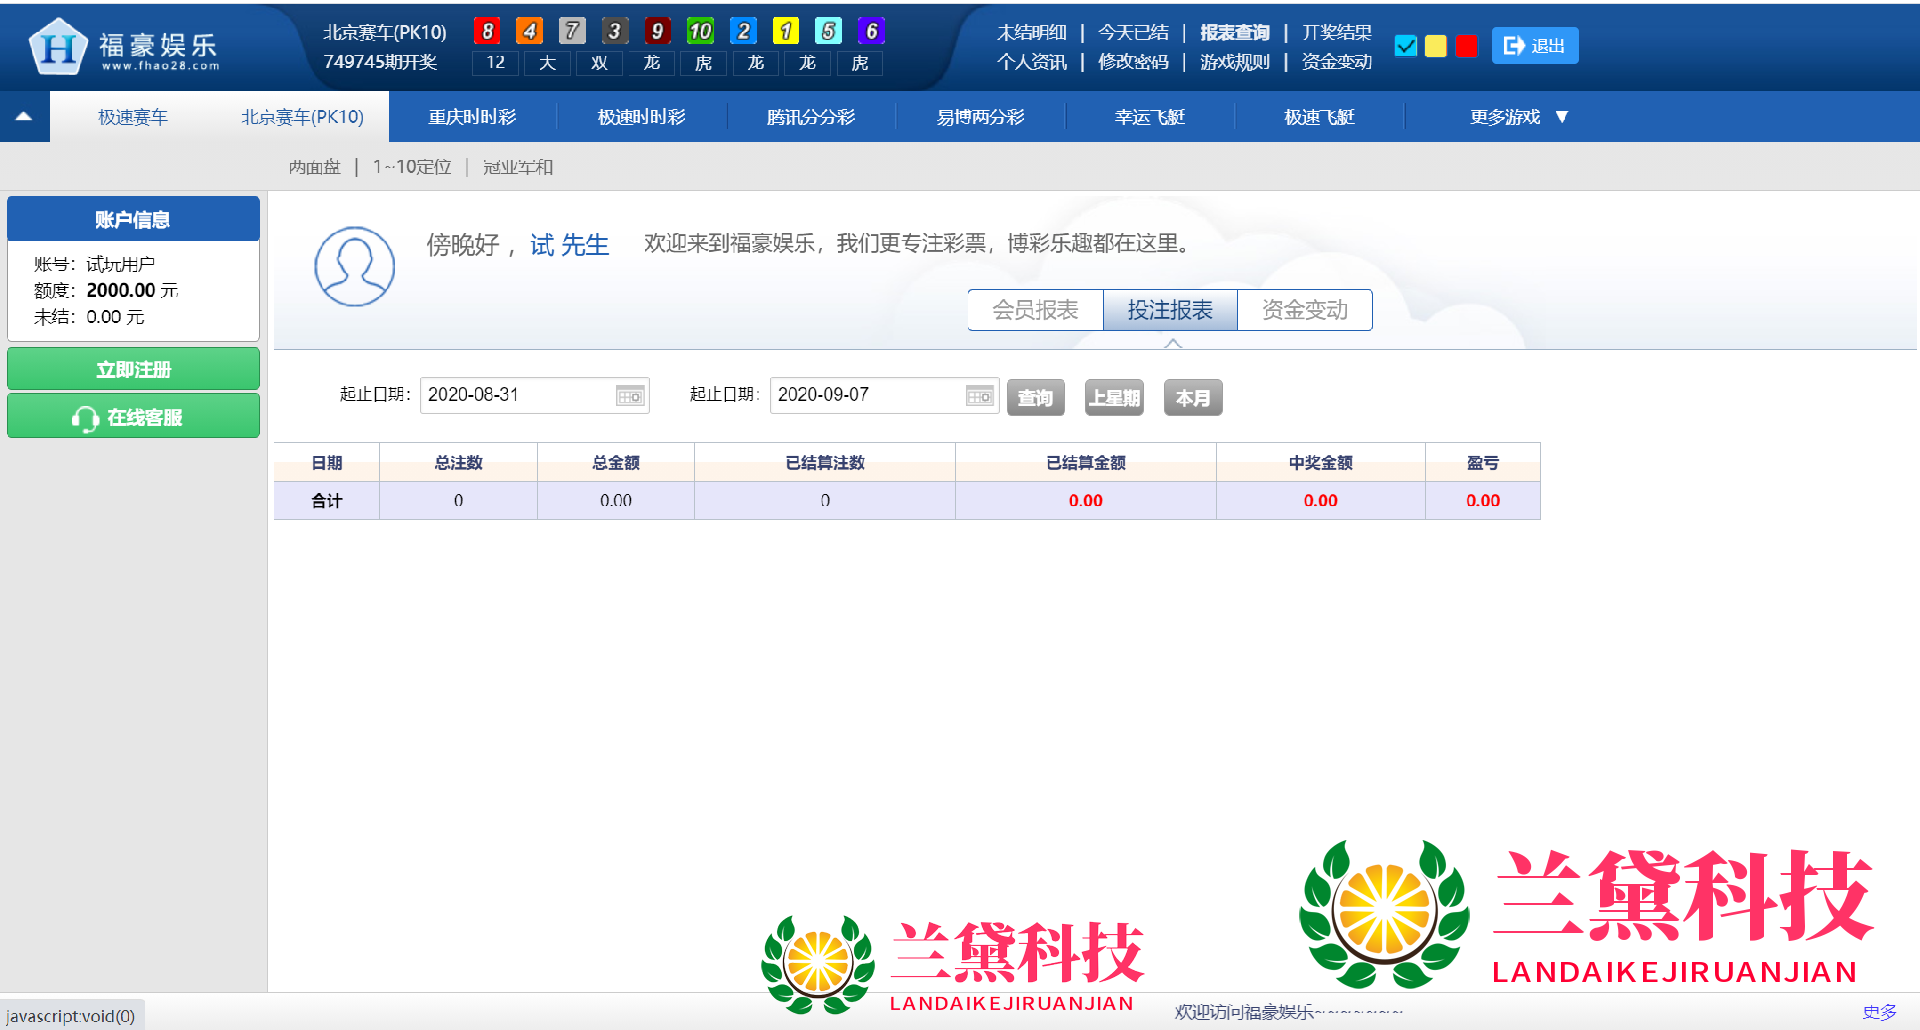 福豪娱乐
www.fhao28.com
北京赛车(PK10) 8 4 7 3 9 10 2 1 5 6
749745期开奖 12 大 双 龙 虎 龙 龙 虎
未结明细 | 今天已结 | 报表查询 | 开奖结果
个人资讯 | 修改密码 | 游戏规则 | 资金变动
退出
极速赛车 北京赛车(PK10) 重庆时时彩 极速时时彩 腾讯分分彩 易博两分彩 幸运飞艇 极速飞艇 更多游戏 ▼
两面盘 | 1~10定位 | 冠亚军和
账户信息
账号：试玩用户
额度：2000.00 元
未结：0.00 元
立即注册
在线客服
傍晚好 ，试 先生 欢迎来到福豪娱乐，我们更专注彩票，博彩乐趣都在这里。
会员报表 投注报表 资金变动
起止日期： 2020-08-31 起止日期： 2020-09-07 查询 上星期 本月
日期 总注数 总金额 已结算注数 已结算金额 中奖金额 盈亏
合计 0 0.00 0 0.00 0.00 0.00
兰黛科技
LANDAIKEJIRUANJIAN
兰黛科技
LANDAIKEJIRUANJIAN
javascript:void(0)
欢迎访问福豪娱乐~~~~~~~
更多